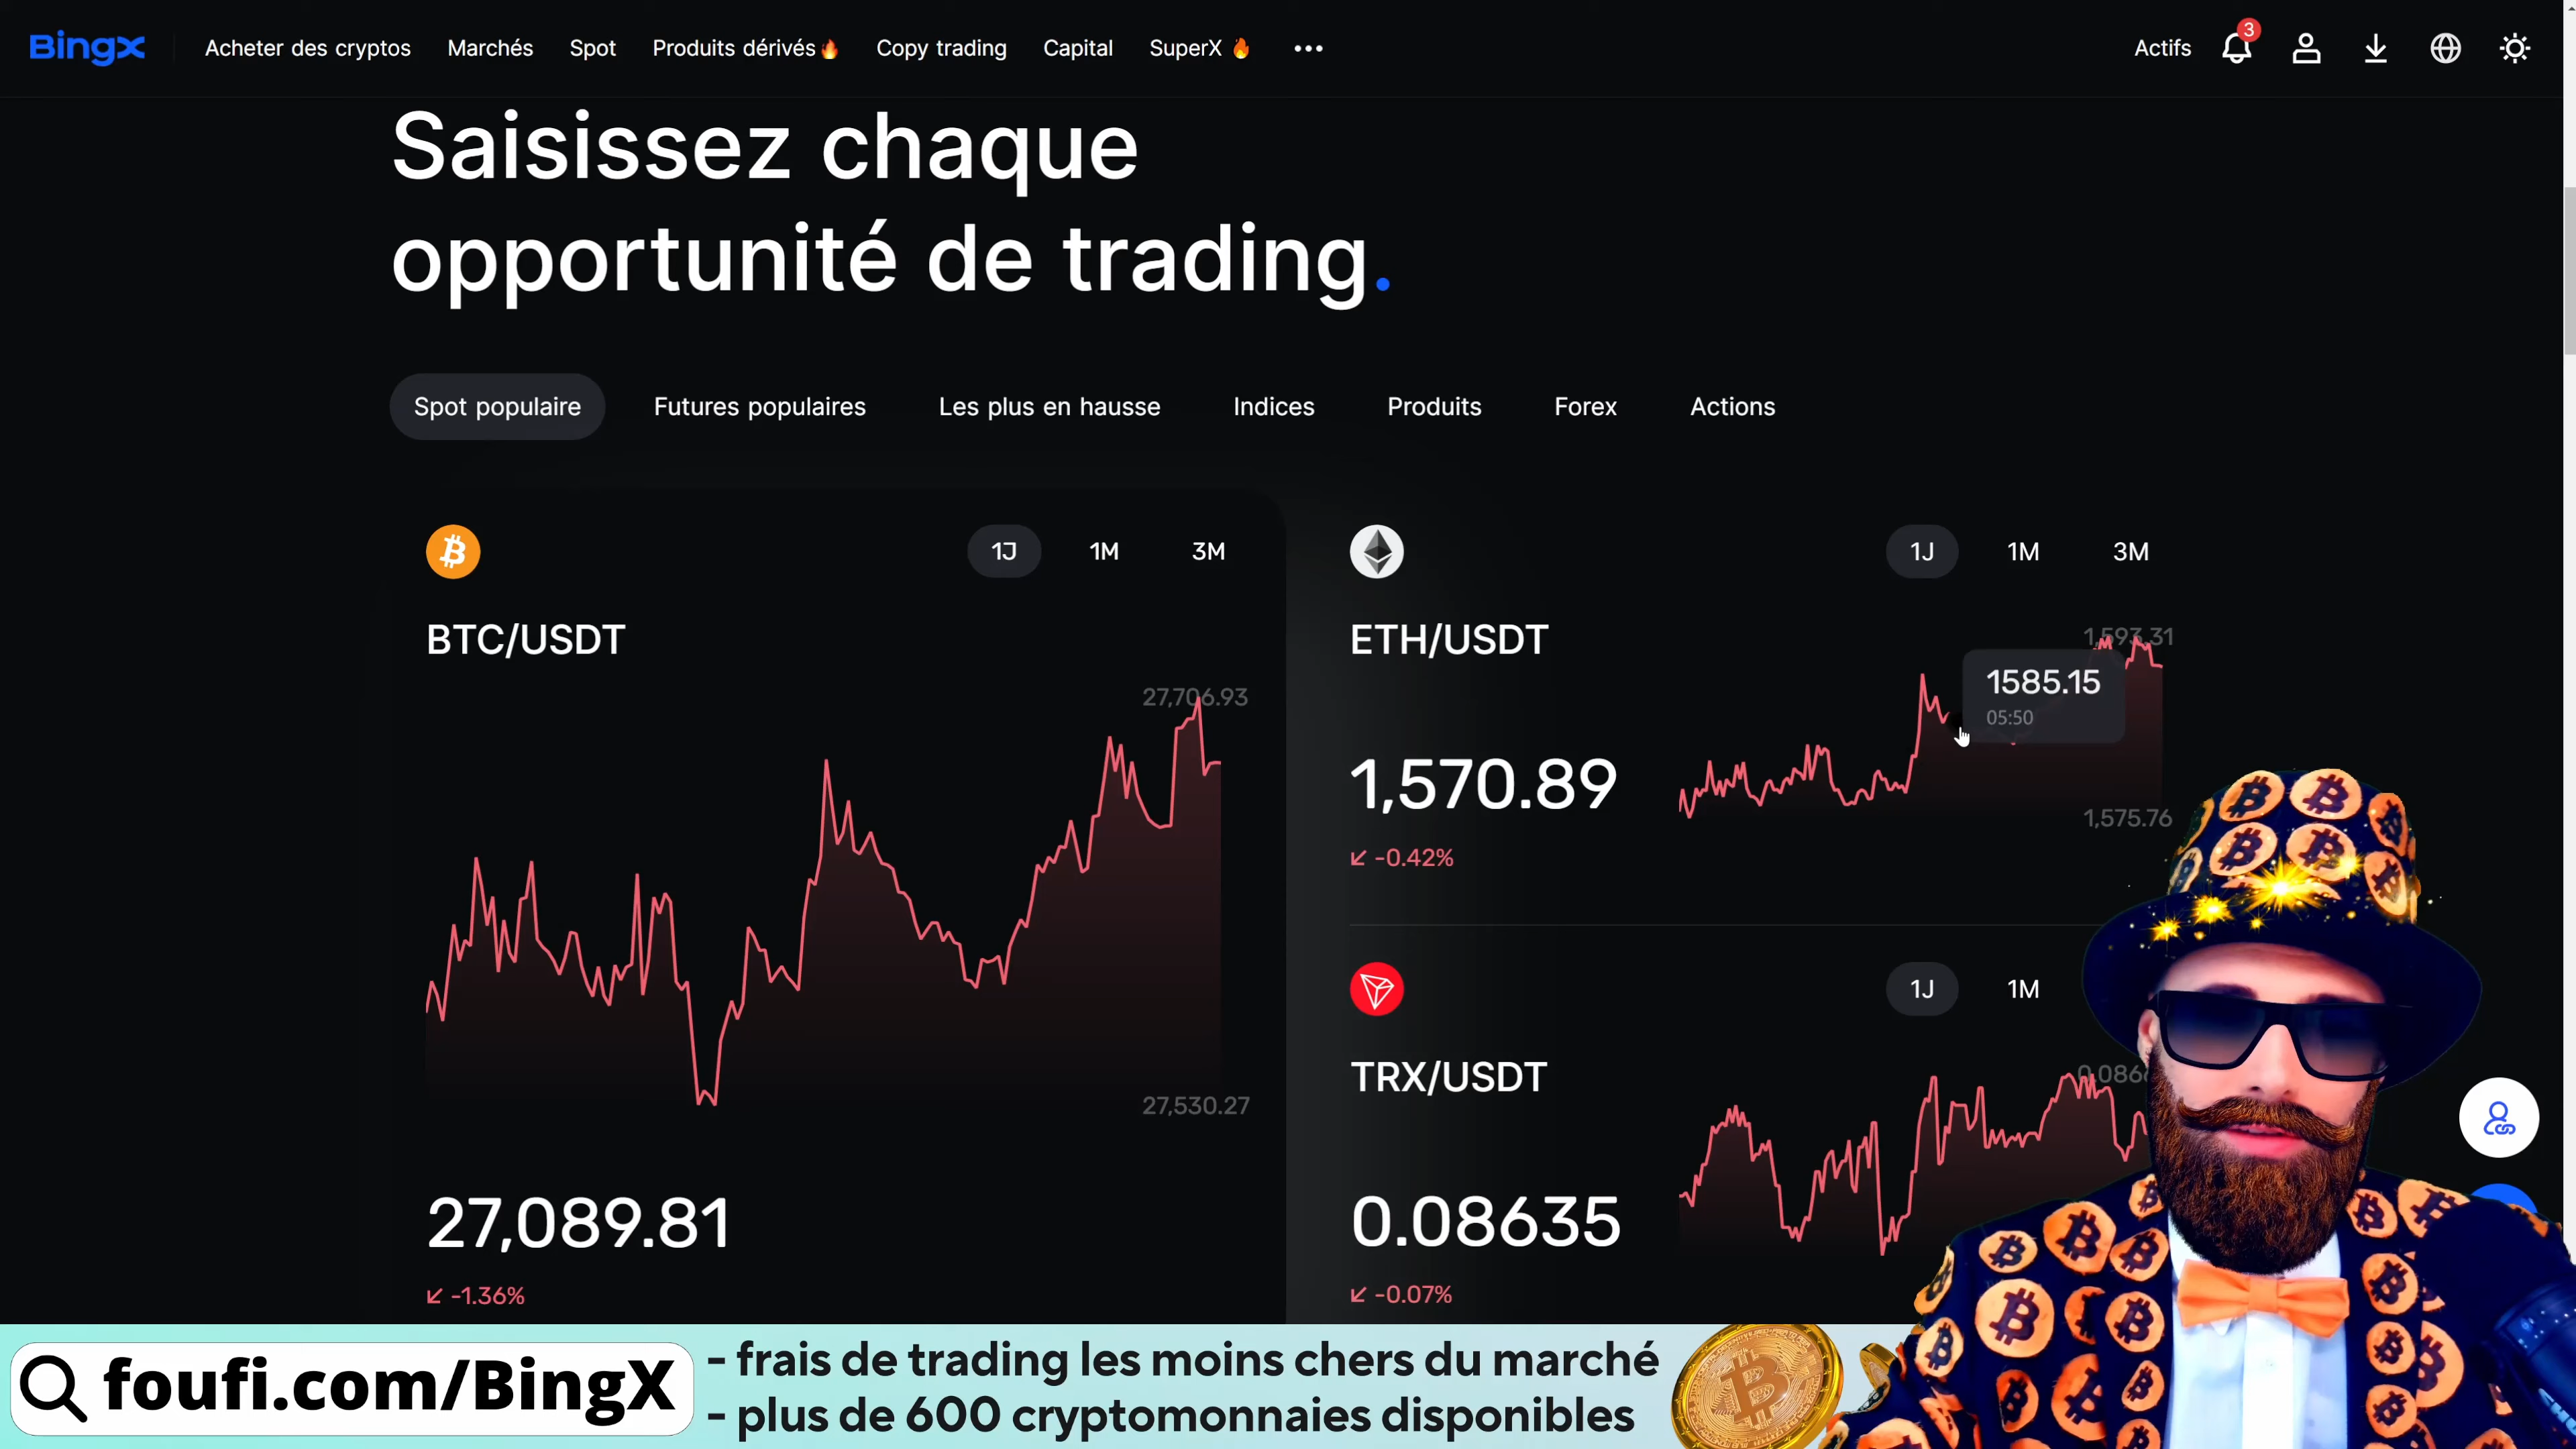 BingX
Acheter des cryptos Marchés Spot Produits dérivés Copy trading Capital SuperX
Actifs 3
Saisissez chaque
opportunité de trading.
Spot populaire Futures populaires Les plus en hausse Indices Produits Forex Actions
1J 1M 3M
BTC/USDT
27,706.93
27,530.27
27,089.81
-1.36%
1J 1M 3M
ETH/USDT
1,593.31
1585.15
05:50
1,570.89
1,575.76
-0.42%
1J 1M
TRX/USDT
0.08635
-0.07%
foufi.com/BingX
- frais de trading les moins chers du marché
- plus de 600 cryptomonnaies disponibles